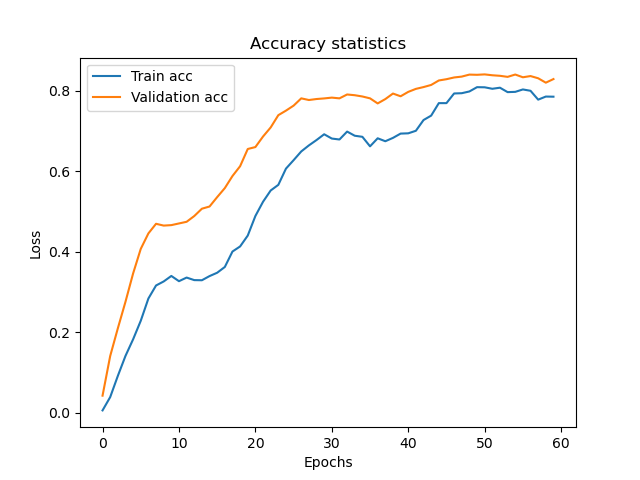 Accuracy statistics
Train acc
Validation acc
0.8
0.6
0.4
0.2
0.0
Loss
0 10 20 30 40 50 60
Epochs